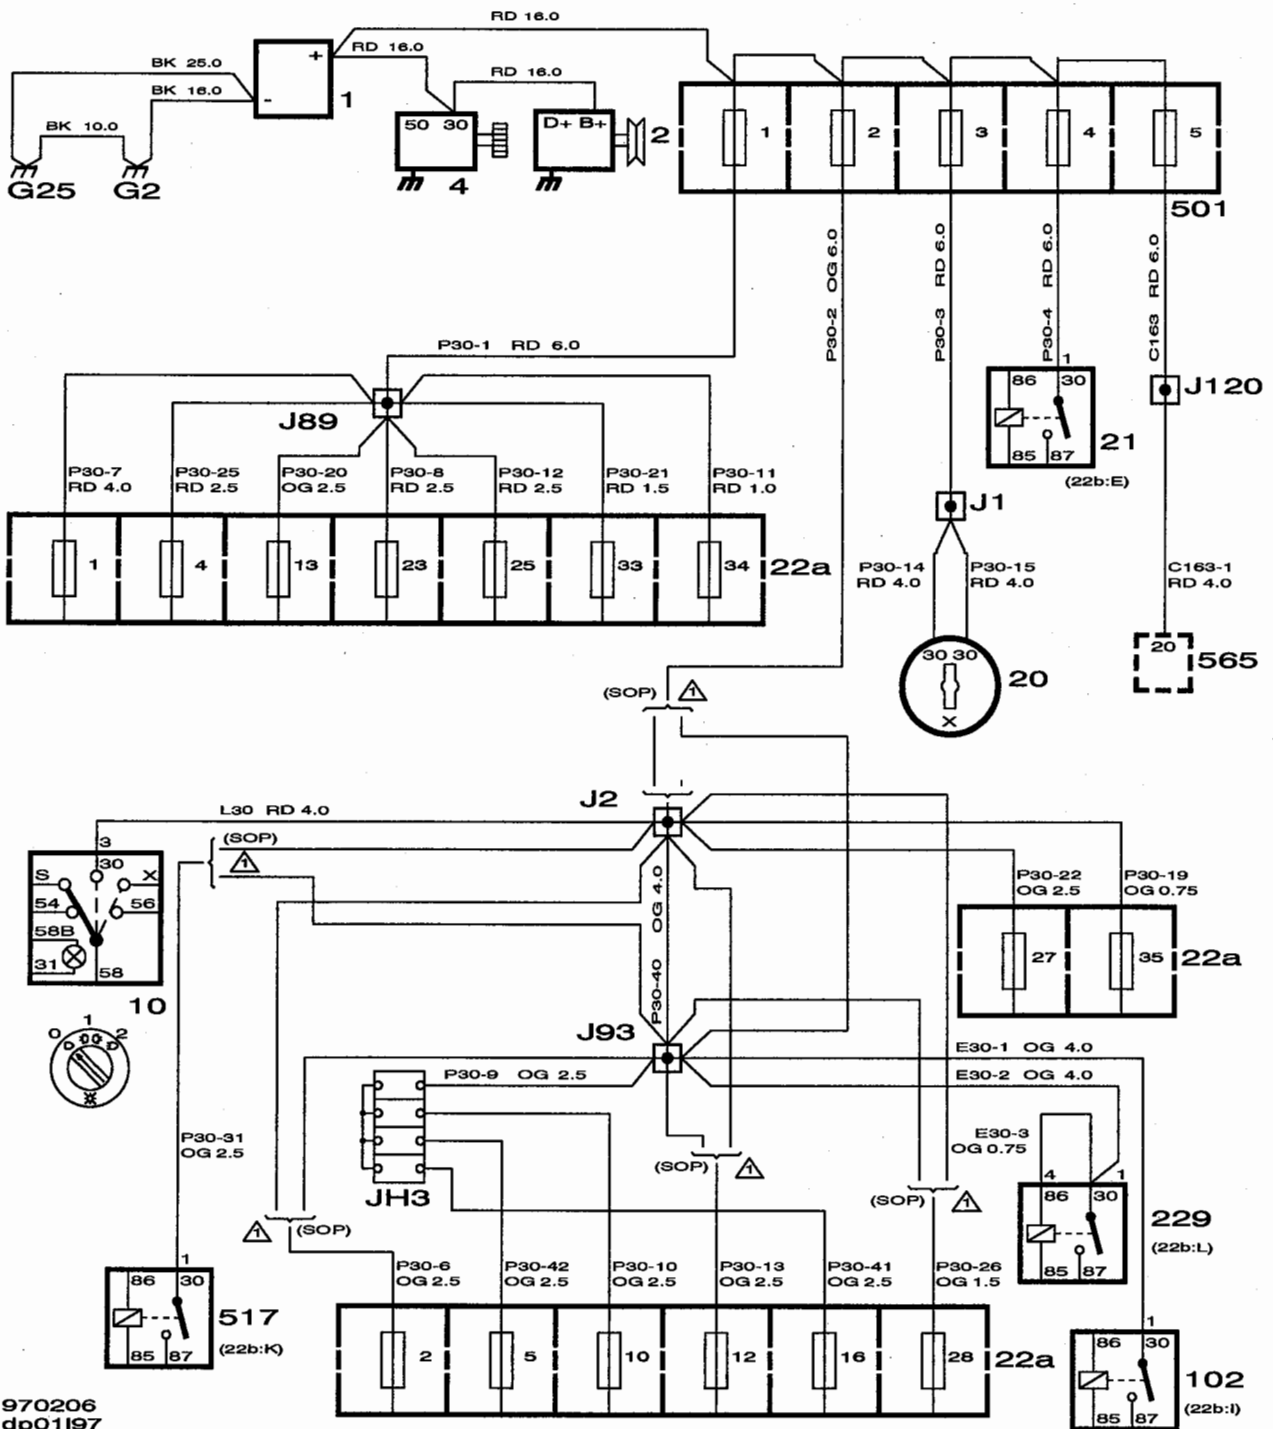 RD 16.0
BK 25.0
RD 16.0
+
RD 16.0
BK 16.0
-
1
BK 10.0
50 30
D+ B+
2
1
2
3
4
5
G25
G2
4
501
P30-2 OG 6.0
P30-3 RD 6.0
P30-4 RD 6.0
C163 RD 6.0
P30-1 RD 6.0
1
86 30
J120
J89
21
85 87
(22b:E)
P30-7
RD 4.0
P30-25
RD 2.5
P30-20
OG 2.5
P30-8
RD 2.5
P30-12
RD 2.5
P30-21
RD 1.5
P30-11
RD 1.0
J1
1
4
13
23
25
33
34
22a
P30-14
RD 4.0
P30-15
RD 4.0
C163-1
RD 4.0
30 30
20
X
20
565
(SOP)
1
J2
L30 RD 4.0
(SOP)
1
3
30
S
X
54
56
58B
31
58
10
OG 4.0
P30-40
P30-22
OG 2.5
P30-19
OG 0.75
27
35
22a
0
1
2
J93
E30-1 OG 4.0
P30-9 OG 2.5
E30-2 OG 4.0
P30-31
OG 2.5
JH3
E30-3
OG 0.75
(SOP)
1
(SOP)
1
1
(SOP)
4
1
86 30
229
(22b:L)
85 87
1
86 30
517
(22b:K)
85 87
P30-6
OG 2.5
P30-42
OG 2.5
P30-10
OG 2.5
P30-13
OG 2.5
P30-41
OG 2.5
P30-26
OG 1.5
2
5
10
12
16
28
22a
1
86 30
102
(22b:I)
85 87
970206
dp01I97